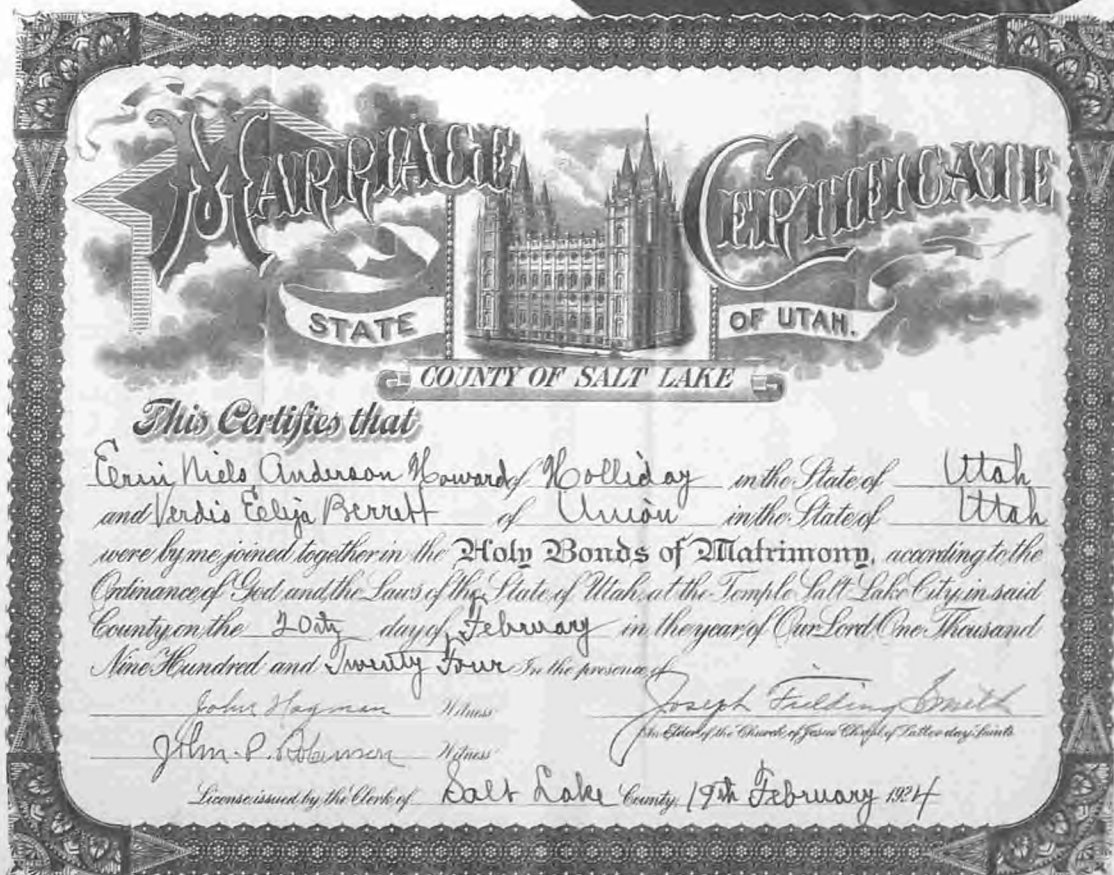 MARRIAGE CERTIFICATE
STATE OF UTAH.
COUNTY OF SALT LAKE
This Certifies that
Niels Anderson Howard of Holliday in the State of Utah
and Verdis Berrett of Union in the State of Utah
were by me joined together in the Holy Bonds of Matrimony, according to the
Ordinance of God and the Laws of the State of Utah, at the Temple Salt Lake City, in said
County, on the day of February in the year of Our Lord One Thousand
Nine Hundred and Twenty Four In the presence of
John Hayman Witness Joseph Fielding Smith
An Elder of the Church of Jesus Christ of Latter-day Saints
John P. Robinson Witness
License issued by the Clerk of Salt Lake County, 19th February 1924